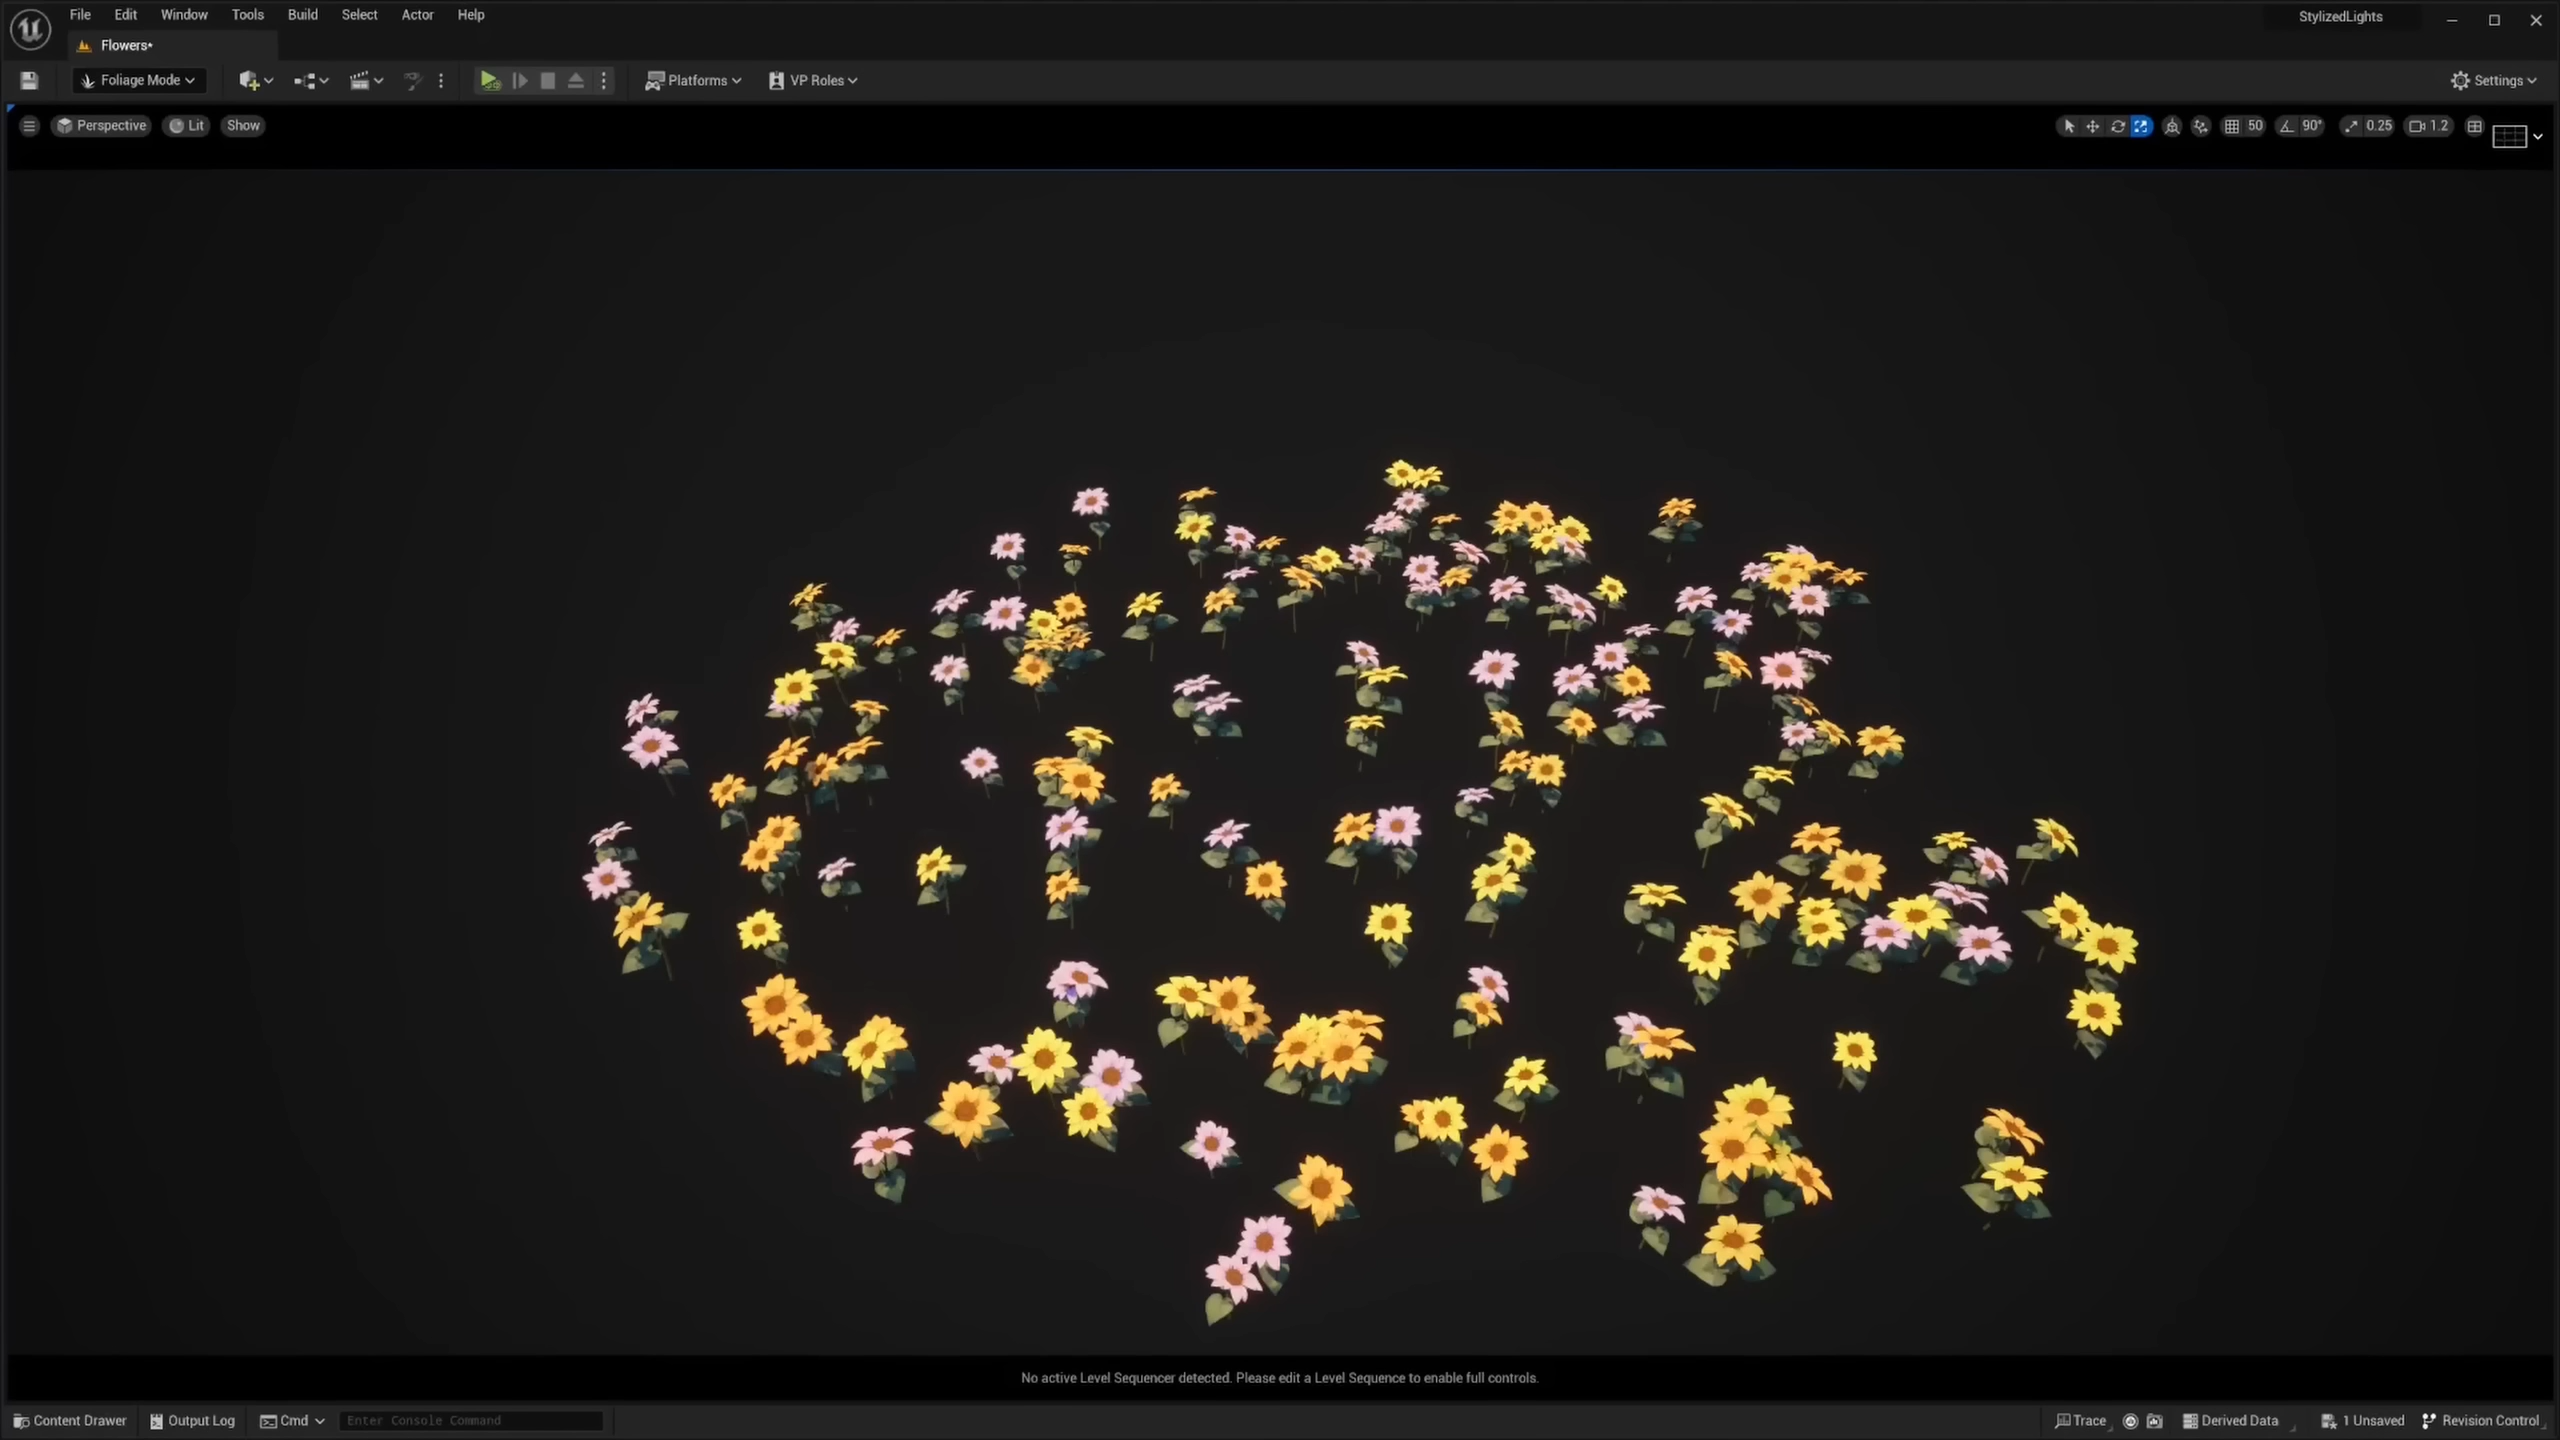 File Edit Window Tools Build Select Actor Help
StylizedLights
Flowers*
Foliage Mode
Platforms
VP Roles
Settings
Perspective Lit Show
50 90° 0.25 1.2
No active Level Sequencer detected. Please edit a Level Sequence to enable full controls.
Content Drawer Output Log Cmd Enter Console Command
Trace Derived Data 1 Unsaved Revision Control